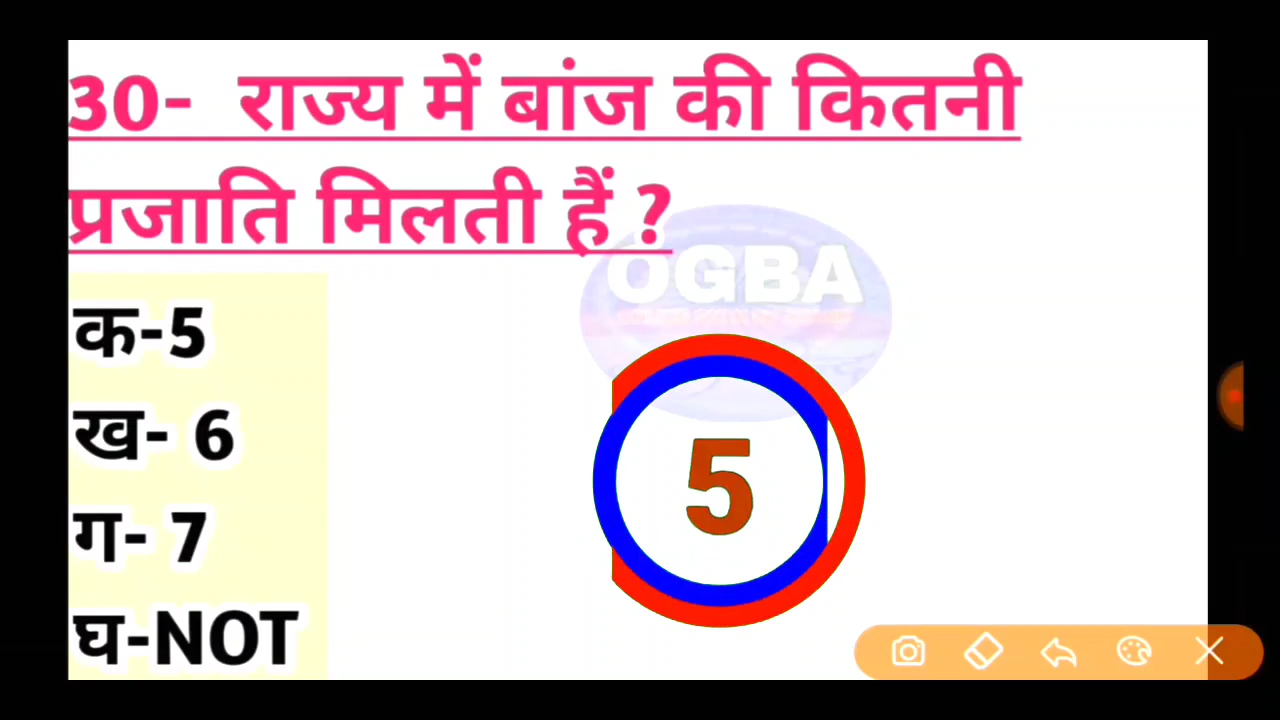 30- राज्य में बांज की कितनी
प्रजाति मिलती हैं ?
OGBA
क-5
ख- 6
5
ग- 7
घ-NOT